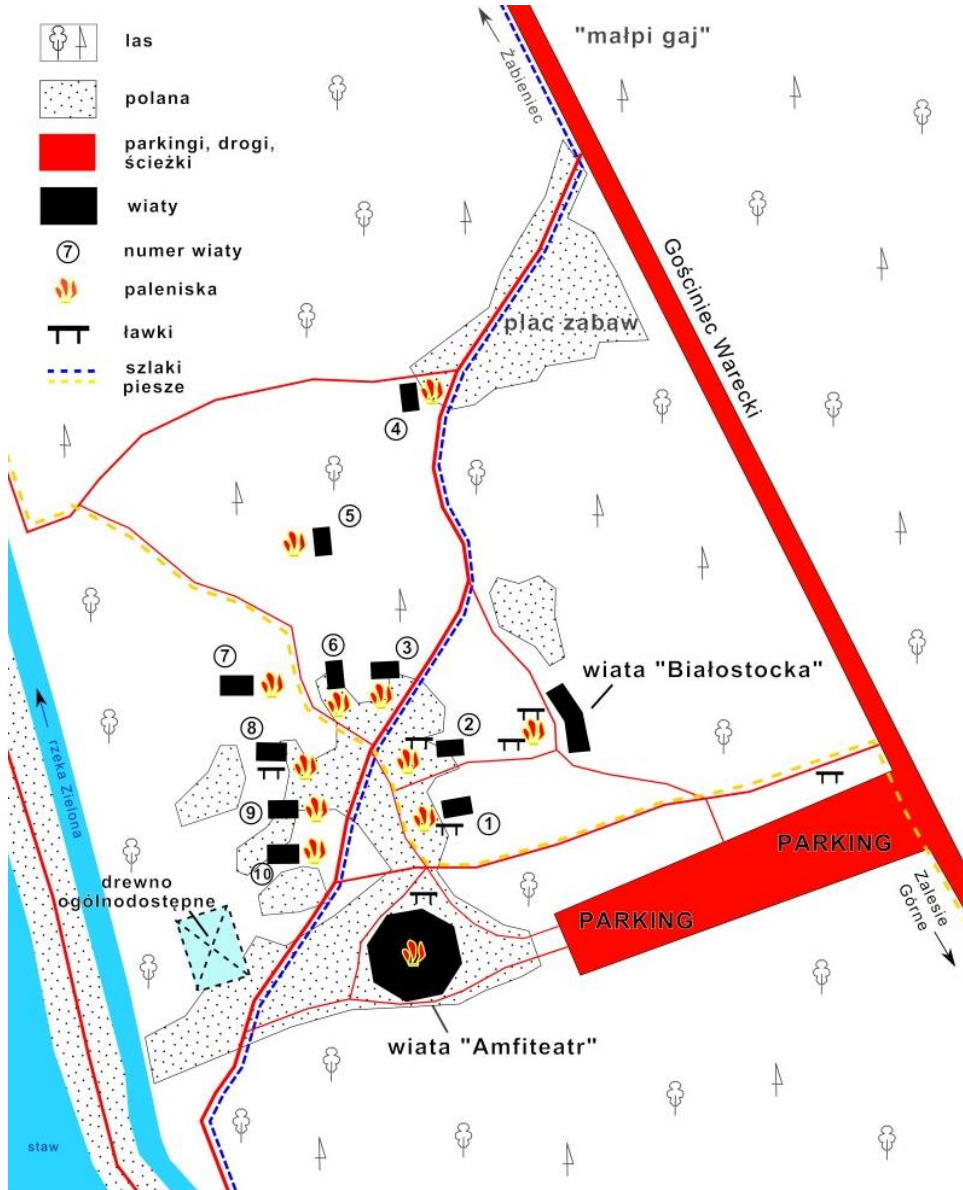 las
polana
parkingi, drogi,
ścieżki
wiaty
⑦ numer wiaty
paleniska
ławki
szlaki
piesze
"małpi gaj"
Żabieniec
Gościniec Warecki
plac zabaw
④
⑤
⑥
③
⑦
wiata "Białostocka"
②
⑧
rzeka Zielona
⑨
①
PARKING
⑩
drewno
ogólnodostępne
PARKING
Zalesie
Górne
wiata "Amfiteatr"
staw